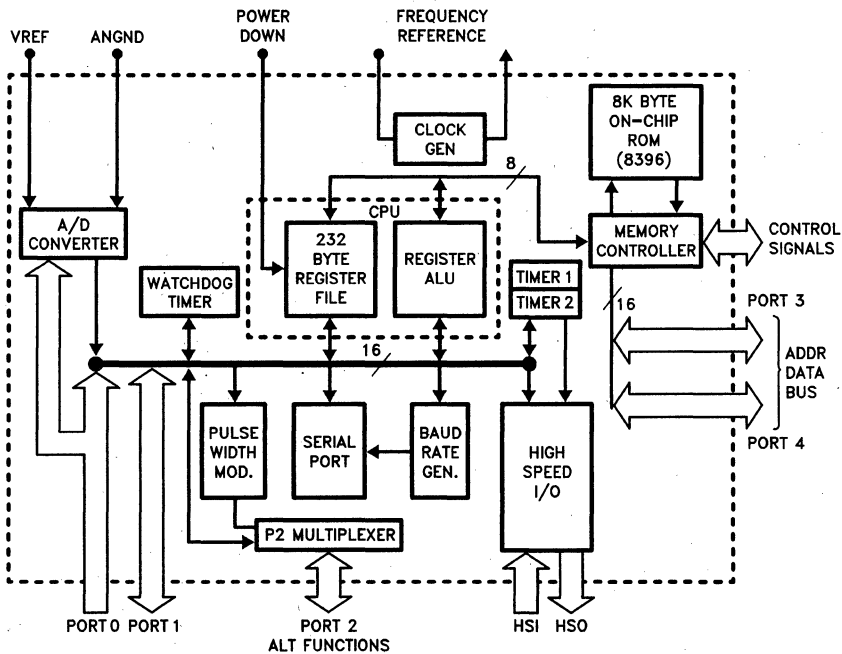 VREF
ANGND
POWER
DOWN
FREQUENCY
REFERENCE
CLOCK
GEN
8K BYTE
ON-CHIP
ROM
(8396)
8
A/D
CONVERTER
CPU
232
BYTE
REGISTER
FILE
REGISTER
ALU
MEMORY
CONTROLLER
CONTROL
SIGNALS
WATCHDOG
TIMER
TIMER 1
TIMER 2
16
PORT 3
16
ADDR
DATA
BUS
PULSE
WIDTH
MOD.
SERIAL
PORT
BAUD
RATE
GEN.
HIGH
SPEED
I/O
PORT 4
P2 MULTIPLEXER
PORT 0
PORT 1
PORT 2
ALT FUNCTIONS
HSI
HSO